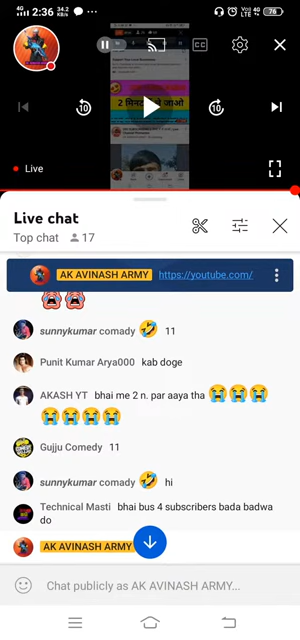 4G 2:36 34.2 KB/s
VoLTE 4G 76
10 CC 10
2 मिनट में ले जाओ
Live
Live chat
Top chat 17
AK AVINASH ARMY https://youtube.com/
sunnykumar comady 🤣 11
Punit Kumar Arya000 kab doge
AKASH YT bhai me 2 n. par aaya tha 😭😭😭
😭😭😭😭
Gujju Comedy 11
sunnykumar comady 🤣 hi
Technical Masti bhai bus 4 subscribers bada badwa
do
AK AVINASH ARMY
Chat publicly as AK AVINASH ARMY...